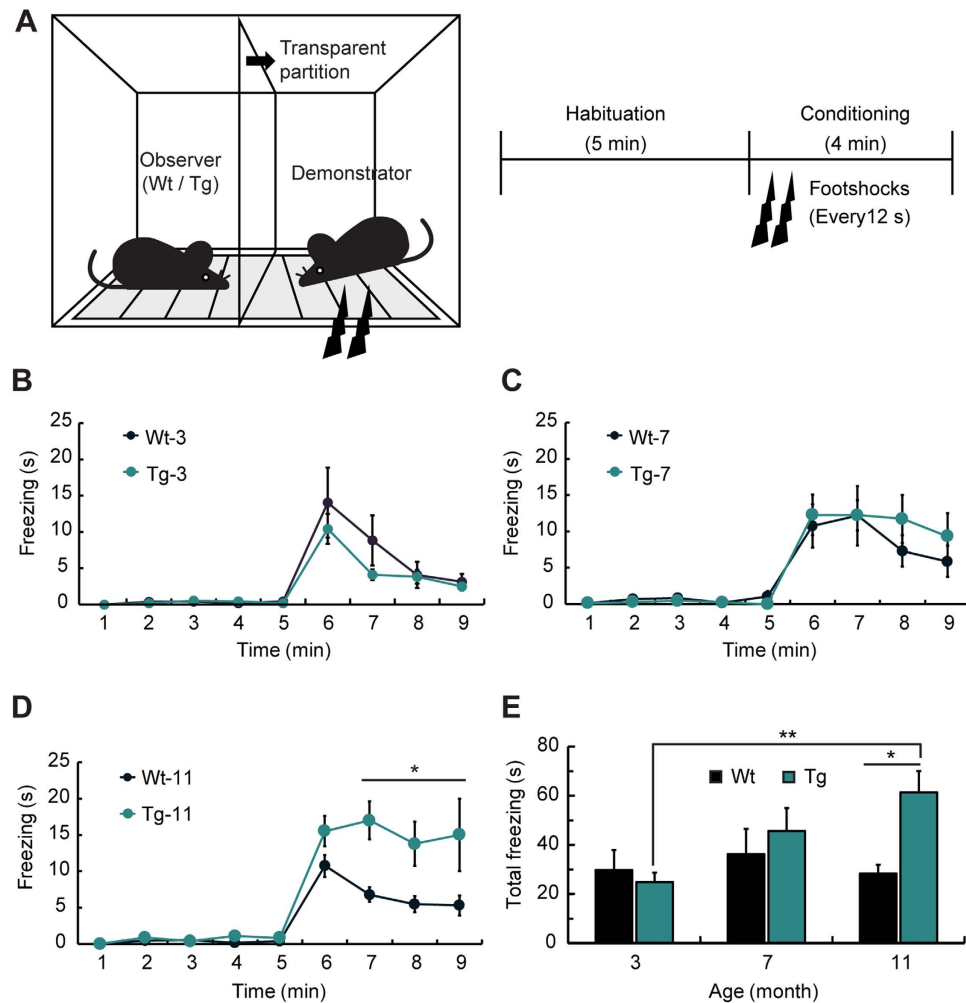 A
Transparent
partition
Observer
(Wt / Tg)
Demonstrator
Habituation
(5 min)
Conditioning
(4 min)
Footshocks
(Every12 s)
B
Freezing (s)
25
20
15
10
5
0
Wt-3
Tg-3
1 2 3 4 5 6 7 8 9
Time (min)
C
Freezing (s)
25
20
15
10
5
0
Wt-7
Tg-7
1 2 3 4 5 6 7 8 9
Time (min)
D
Freezing (s)
25
20
15
10
5
0
Wt-11
Tg-11
*
1 2 3 4 5 6 7 8 9
Time (min)
E
Total freezing (s)
80
60
40
20
0
**
*
Wt Tg
3 7 11
Age (month)